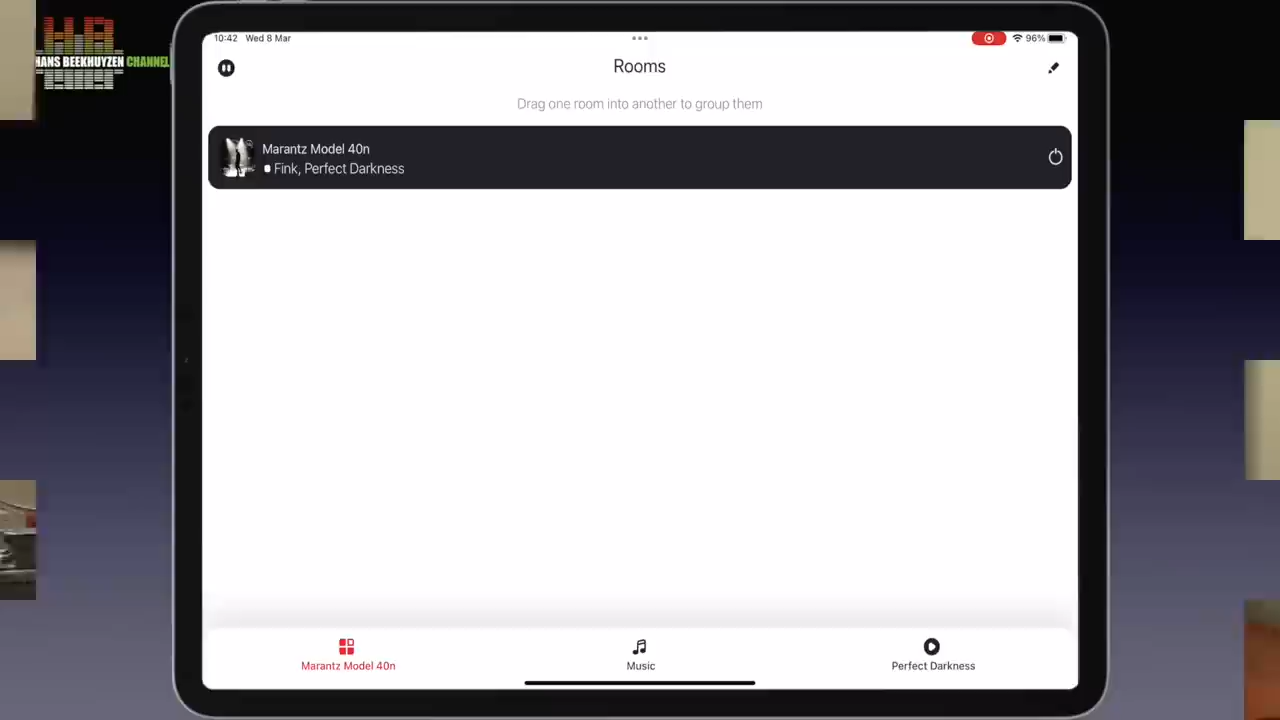 HANS BEEKHUYZEN CHANNEL
10:42 Wed 8 Mar
96%
Rooms
Drag one room into another to group them
Marantz Model 40n
Fink, Perfect Darkness
Marantz Model 40n
Music
Perfect Darkness